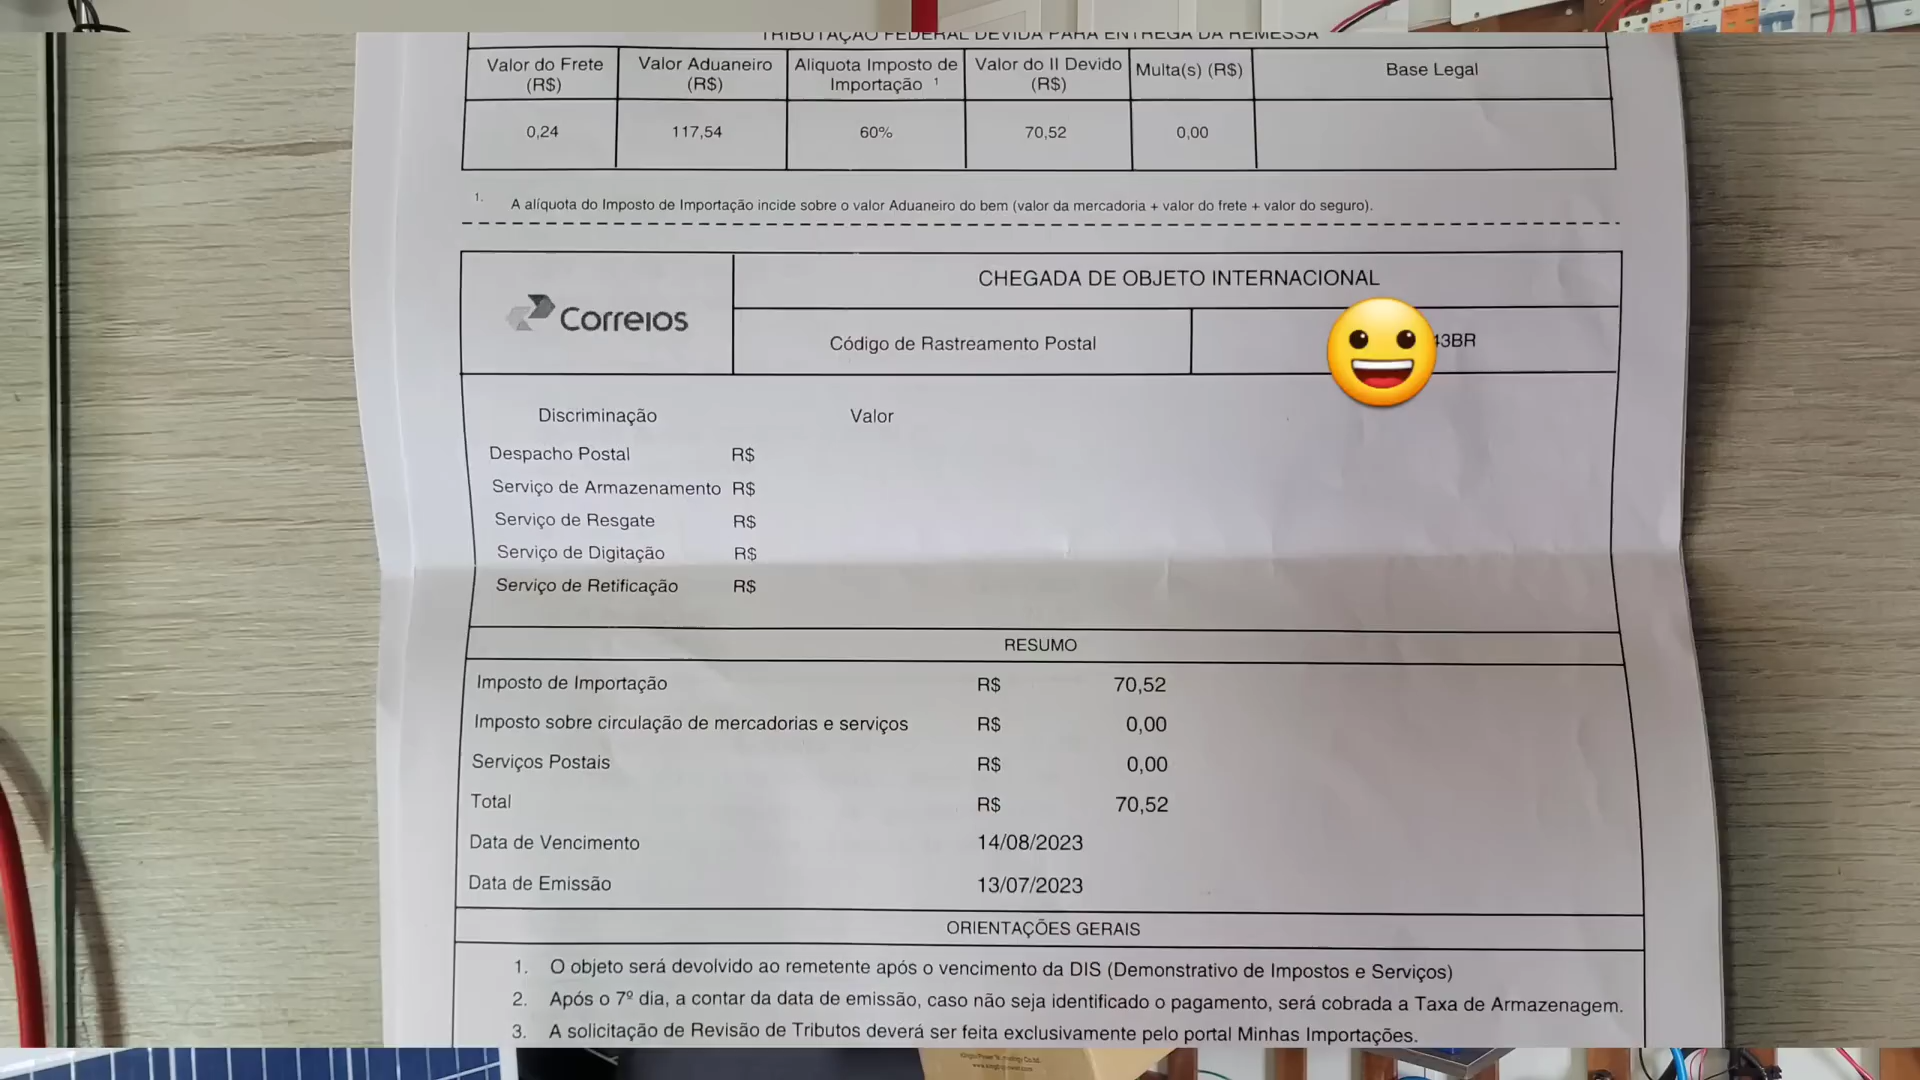 TRIBUTAÇÃO FEDERAL DEVIDA PARA ENTREGA DA REMESSA
Valor do Frete (R$) Valor Aduaneiro (R$) Aliquota Imposto de Importação 1 Valor do II Devido (R$) Multa(s) (R$) Base Legal
0,24 117,54 60% 70,52 0,00
1. A alíquota do Imposto de Importação incide sobre o valor Aduaneiro do bem (valor da mercadoria + valor do frete + valor do seguro).
Correios
CHEGADA DE OBJETO INTERNACIONAL
Código de Rastreamento Postal 43BR
Discriminação Valor
Despacho Postal R$
Serviço de Armazenamento R$
Serviço de Resgate R$
Serviço de Digitação R$
Serviço de Retificação R$
RESUMO
Imposto de Importação R$ 70,52
Imposto sobre circulação de mercadorias e serviços R$ 0,00
Serviços Postais R$ 0,00
Total R$ 70,52
Data de Vencimento 14/08/2023
Data de Emissão 13/07/2023
ORIENTAÇÕES GERAIS
1. O objeto será devolvido ao remetente após o vencimento da DIS (Demonstrativo de Impostos e Serviços)
2. Após o 7º dia, a contar da data de emissão, caso não seja identificado o pagamento, será cobrada a Taxa de Armazenagem.
3. A solicitação de Revisão de Tributos deverá ser feita exclusivamente pelo portal Minhas Importações.